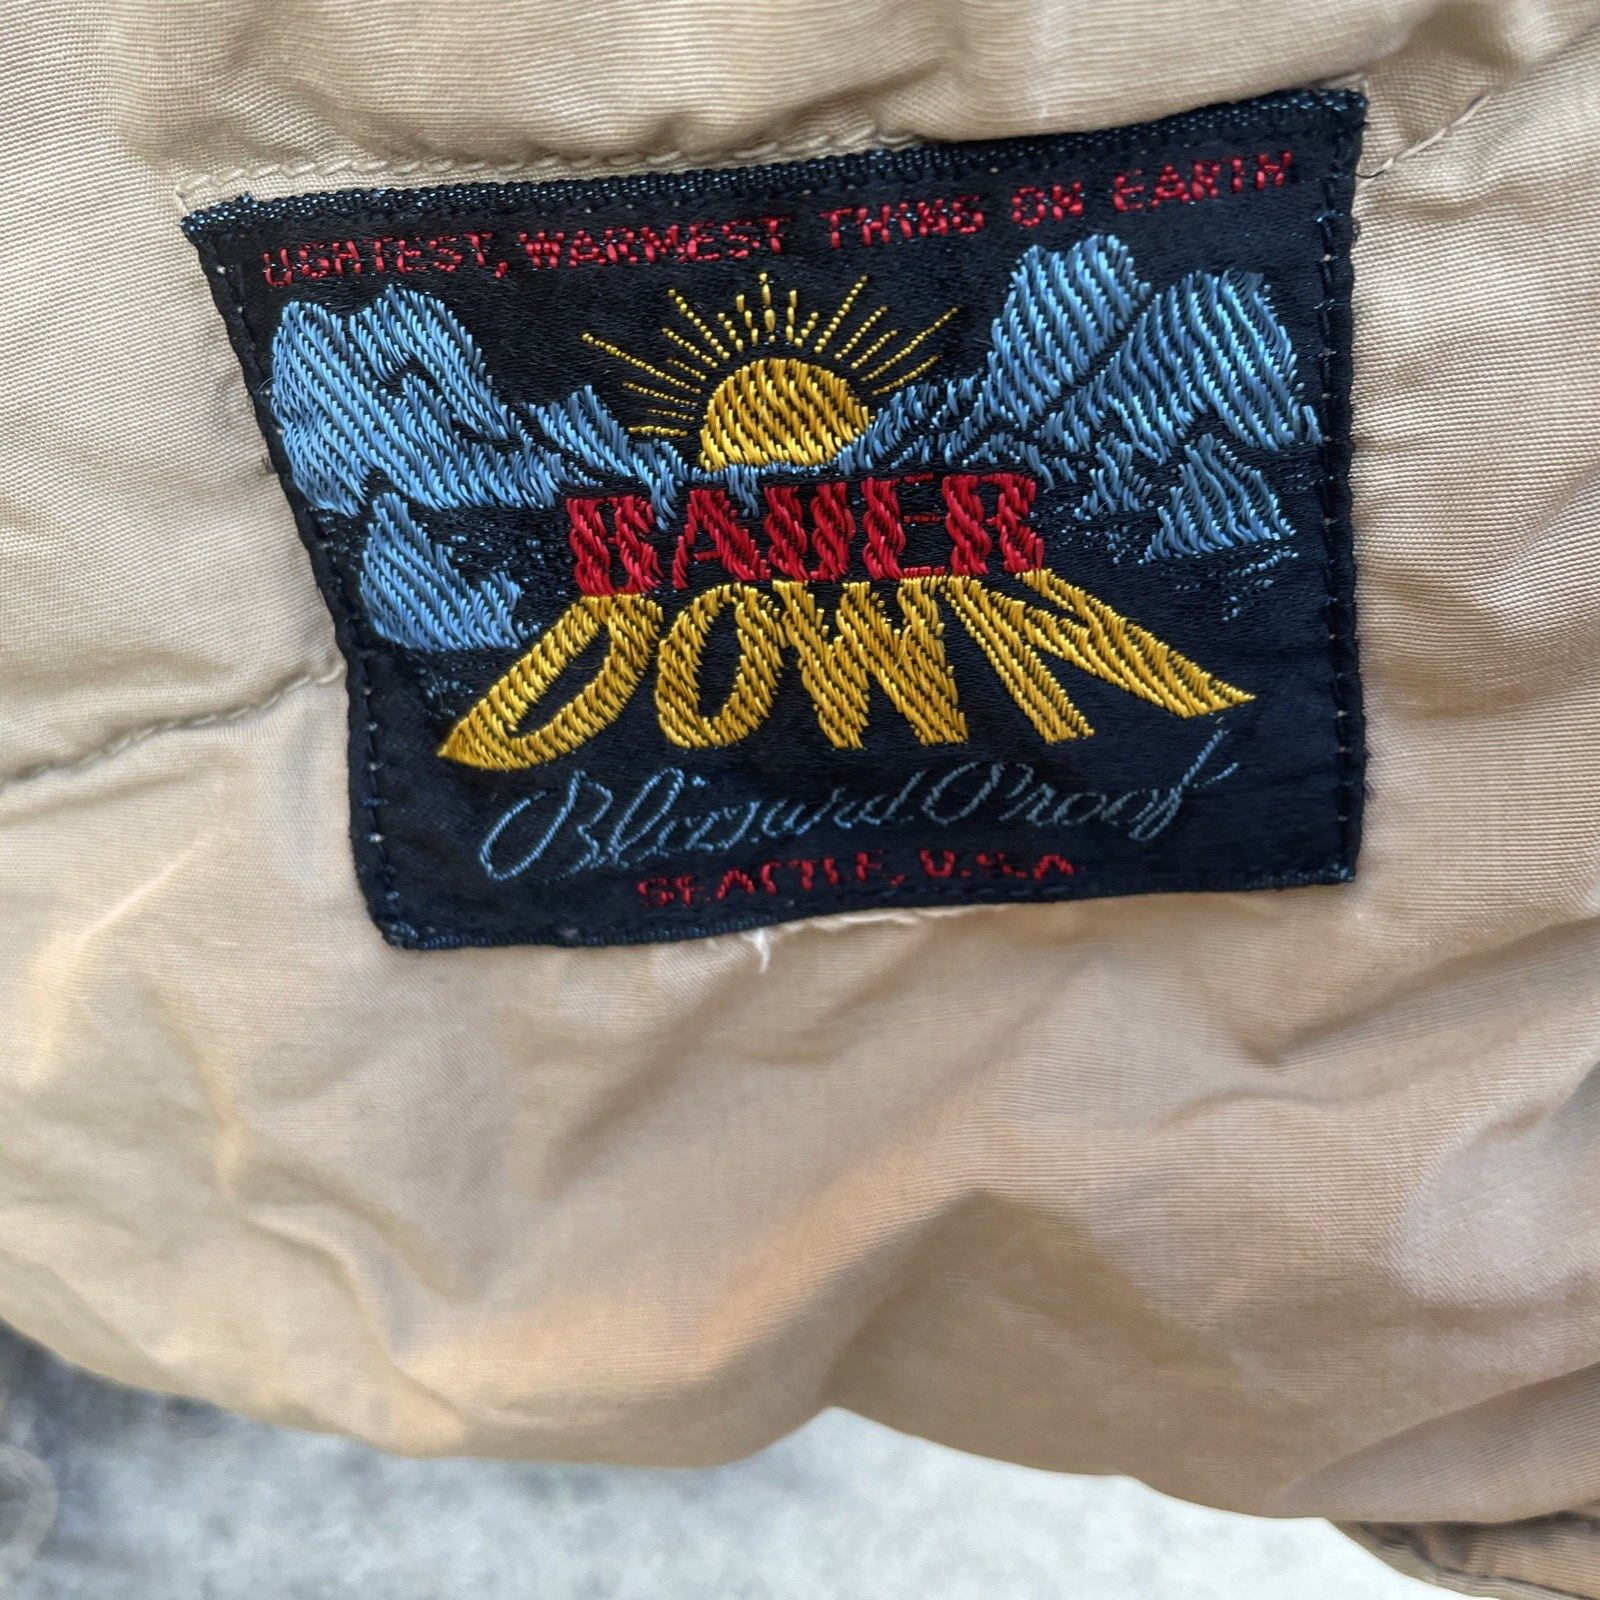 LIGHTEST, WARMEST THING ON EARTH
BAUER
DOWN
Blizzard Proof
SEATTLE, U.S.A.